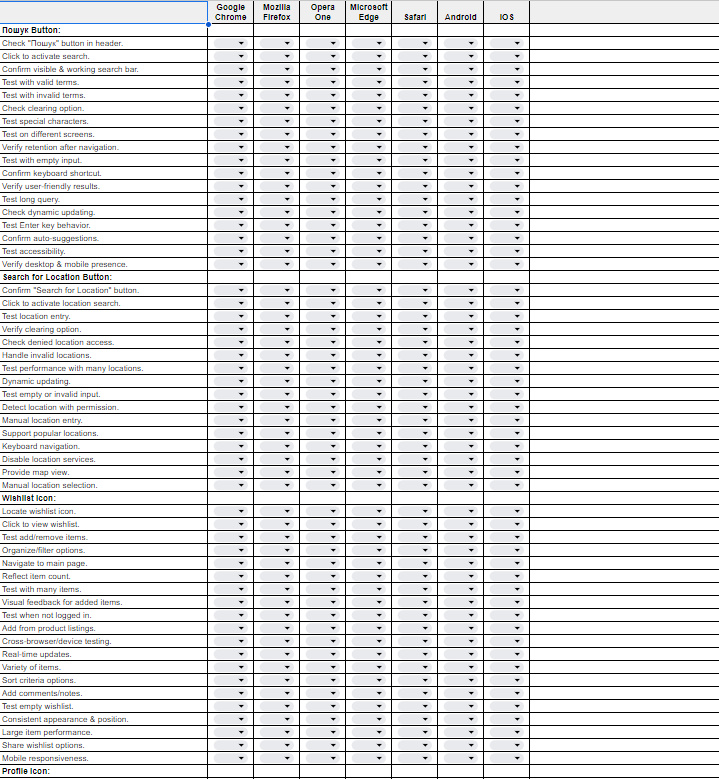 Google Chrome
Mozilla Firefox
Opera One
Microsoft Edge
Safari
Android
IOS
Пошук Button:
Check "Пошук" button in header.
Click to activate search.
Confirm visible & working search bar.
Test with valid terms.
Test with invalid terms.
Check clearing option.
Test special characters.
Test on different screens.
Verify retention after navigation.
Test with empty input.
Confirm keyboard shortcut.
Verify user-friendly results.
Test long query.
Check dynamic updating.
Test Enter key behavior.
Confirm auto-suggestions.
Test accessibility.
Verify desktop & mobile presence.
Search for Location Button:
Confirm "Search for Location" button.
Click to activate location search.
Test location entry.
Verify clearing option.
Check denied location access.
Handle invalid locations.
Test performance with many locations.
Dynamic updating.
Test empty or invalid input.
Detect location with permission.
Manual location entry.
Support popular locations.
Keyboard navigation.
Disable location services.
Provide map view.
Manual location selection.
Wishlist Icon:
Locate wishlist icon.
Click to view wishlist.
Test add/remove items.
Organize/filter options.
Navigate to main page.
Reflect item count.
Test with many items.
Visual feedback for added items.
Test when not logged in.
Add from product listings.
Cross-browser/device testing.
Real-time updates.
Variety of items.
Sort criteria options.
Add comments/notes.
Test empty wishlist.
Consistent appearance & position.
Large item performance.
Share wishlist options.
Mobile responsiveness.
Profile Icon: